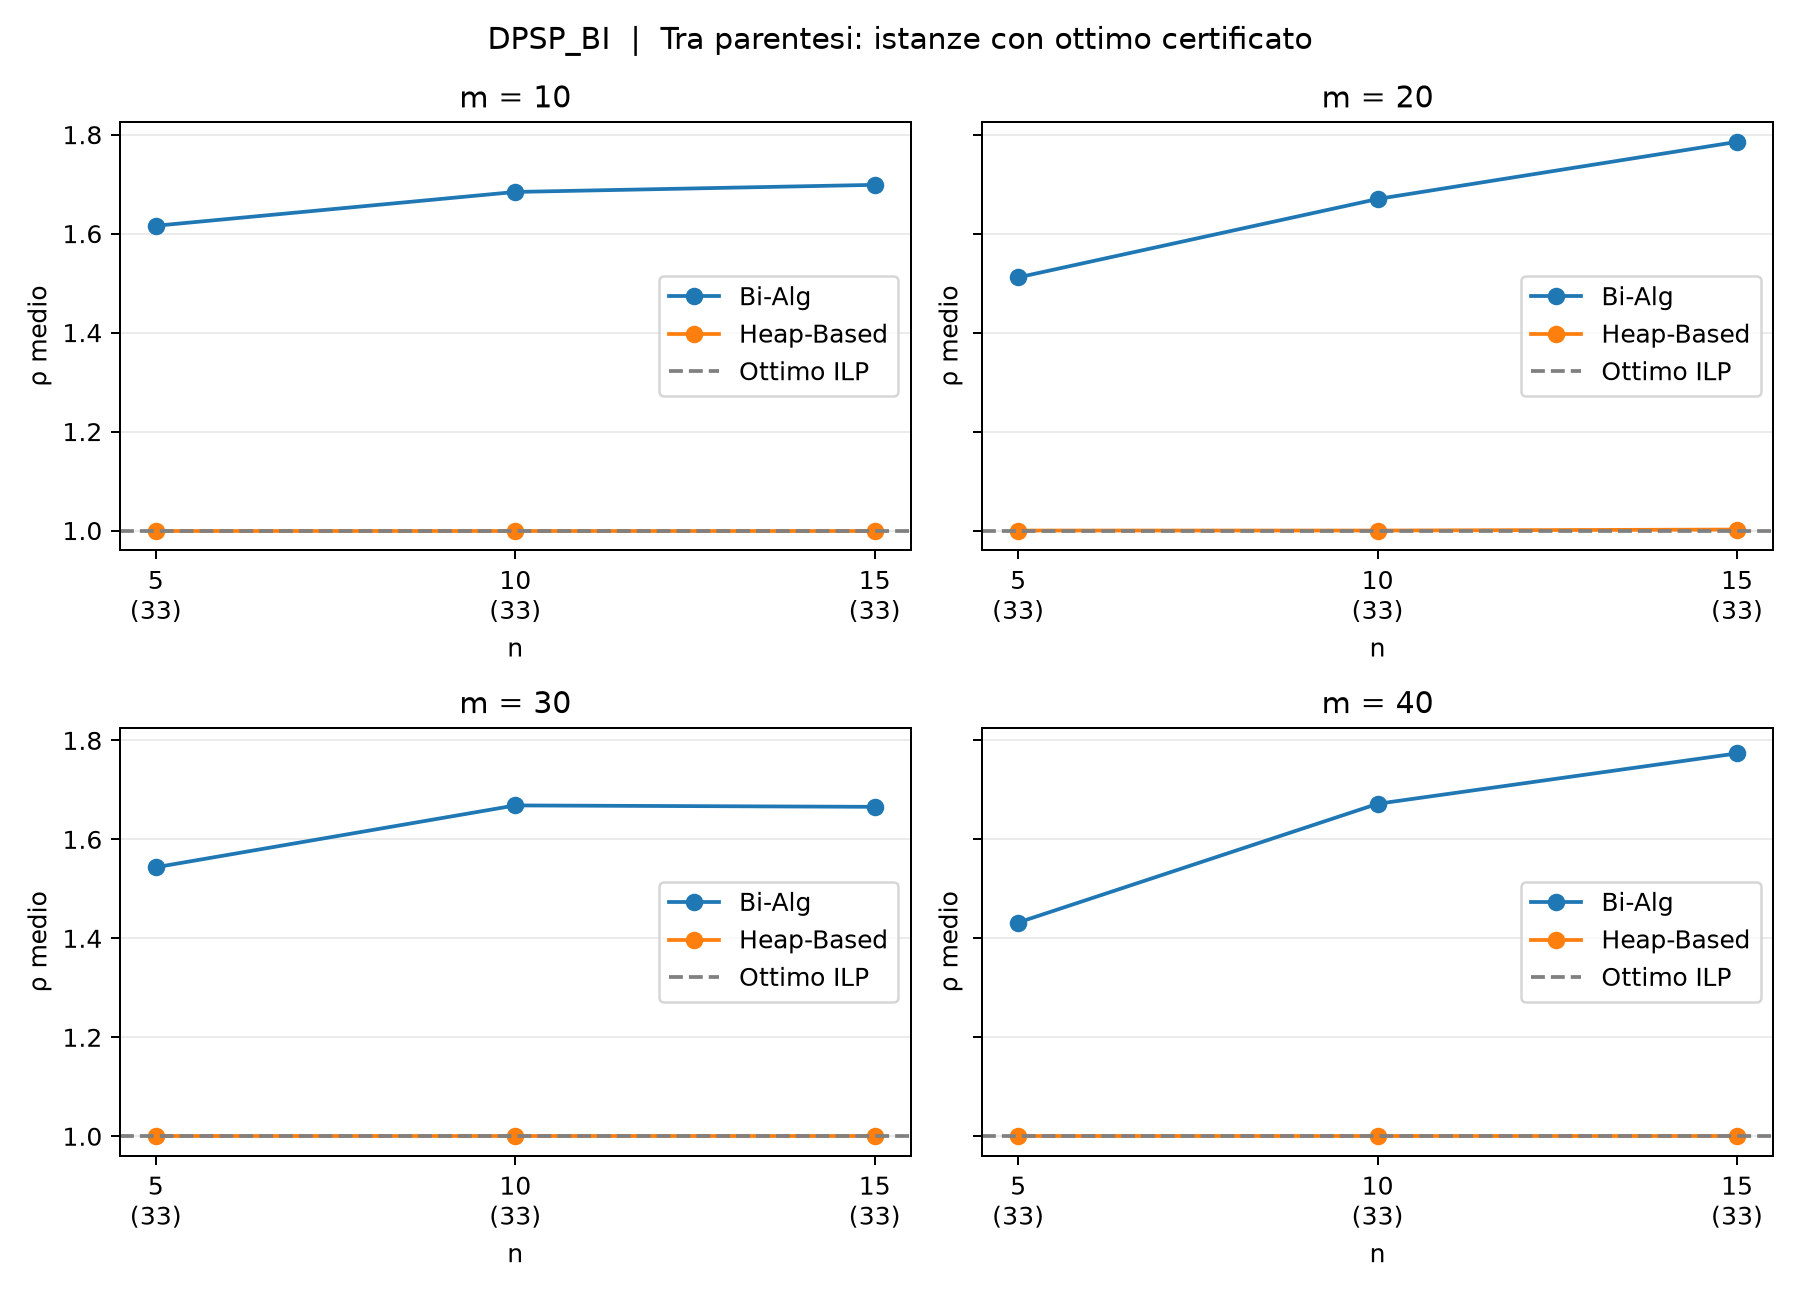 DPSP_BI | Tra parentesi: istanze con ottimo certificato
m = 10
ρ medio
1.8
1.6
1.4
1.2
1.0
Bi-Alg
Heap-Based
Ottimo ILP
5 10 15
(33) (33) (33)
n
m = 20
ρ medio
Bi-Alg
Heap-Based
Ottimo ILP
5 10 15
(33) (33) (33)
n
m = 30
ρ medio
1.8
1.6
1.4
1.2
1.0
Bi-Alg
Heap-Based
Ottimo ILP
5 10 15
(33) (33) (33)
n
m = 40
ρ medio
Bi-Alg
Heap-Based
Ottimo ILP
5 10 15
(33) (33) (33)
n